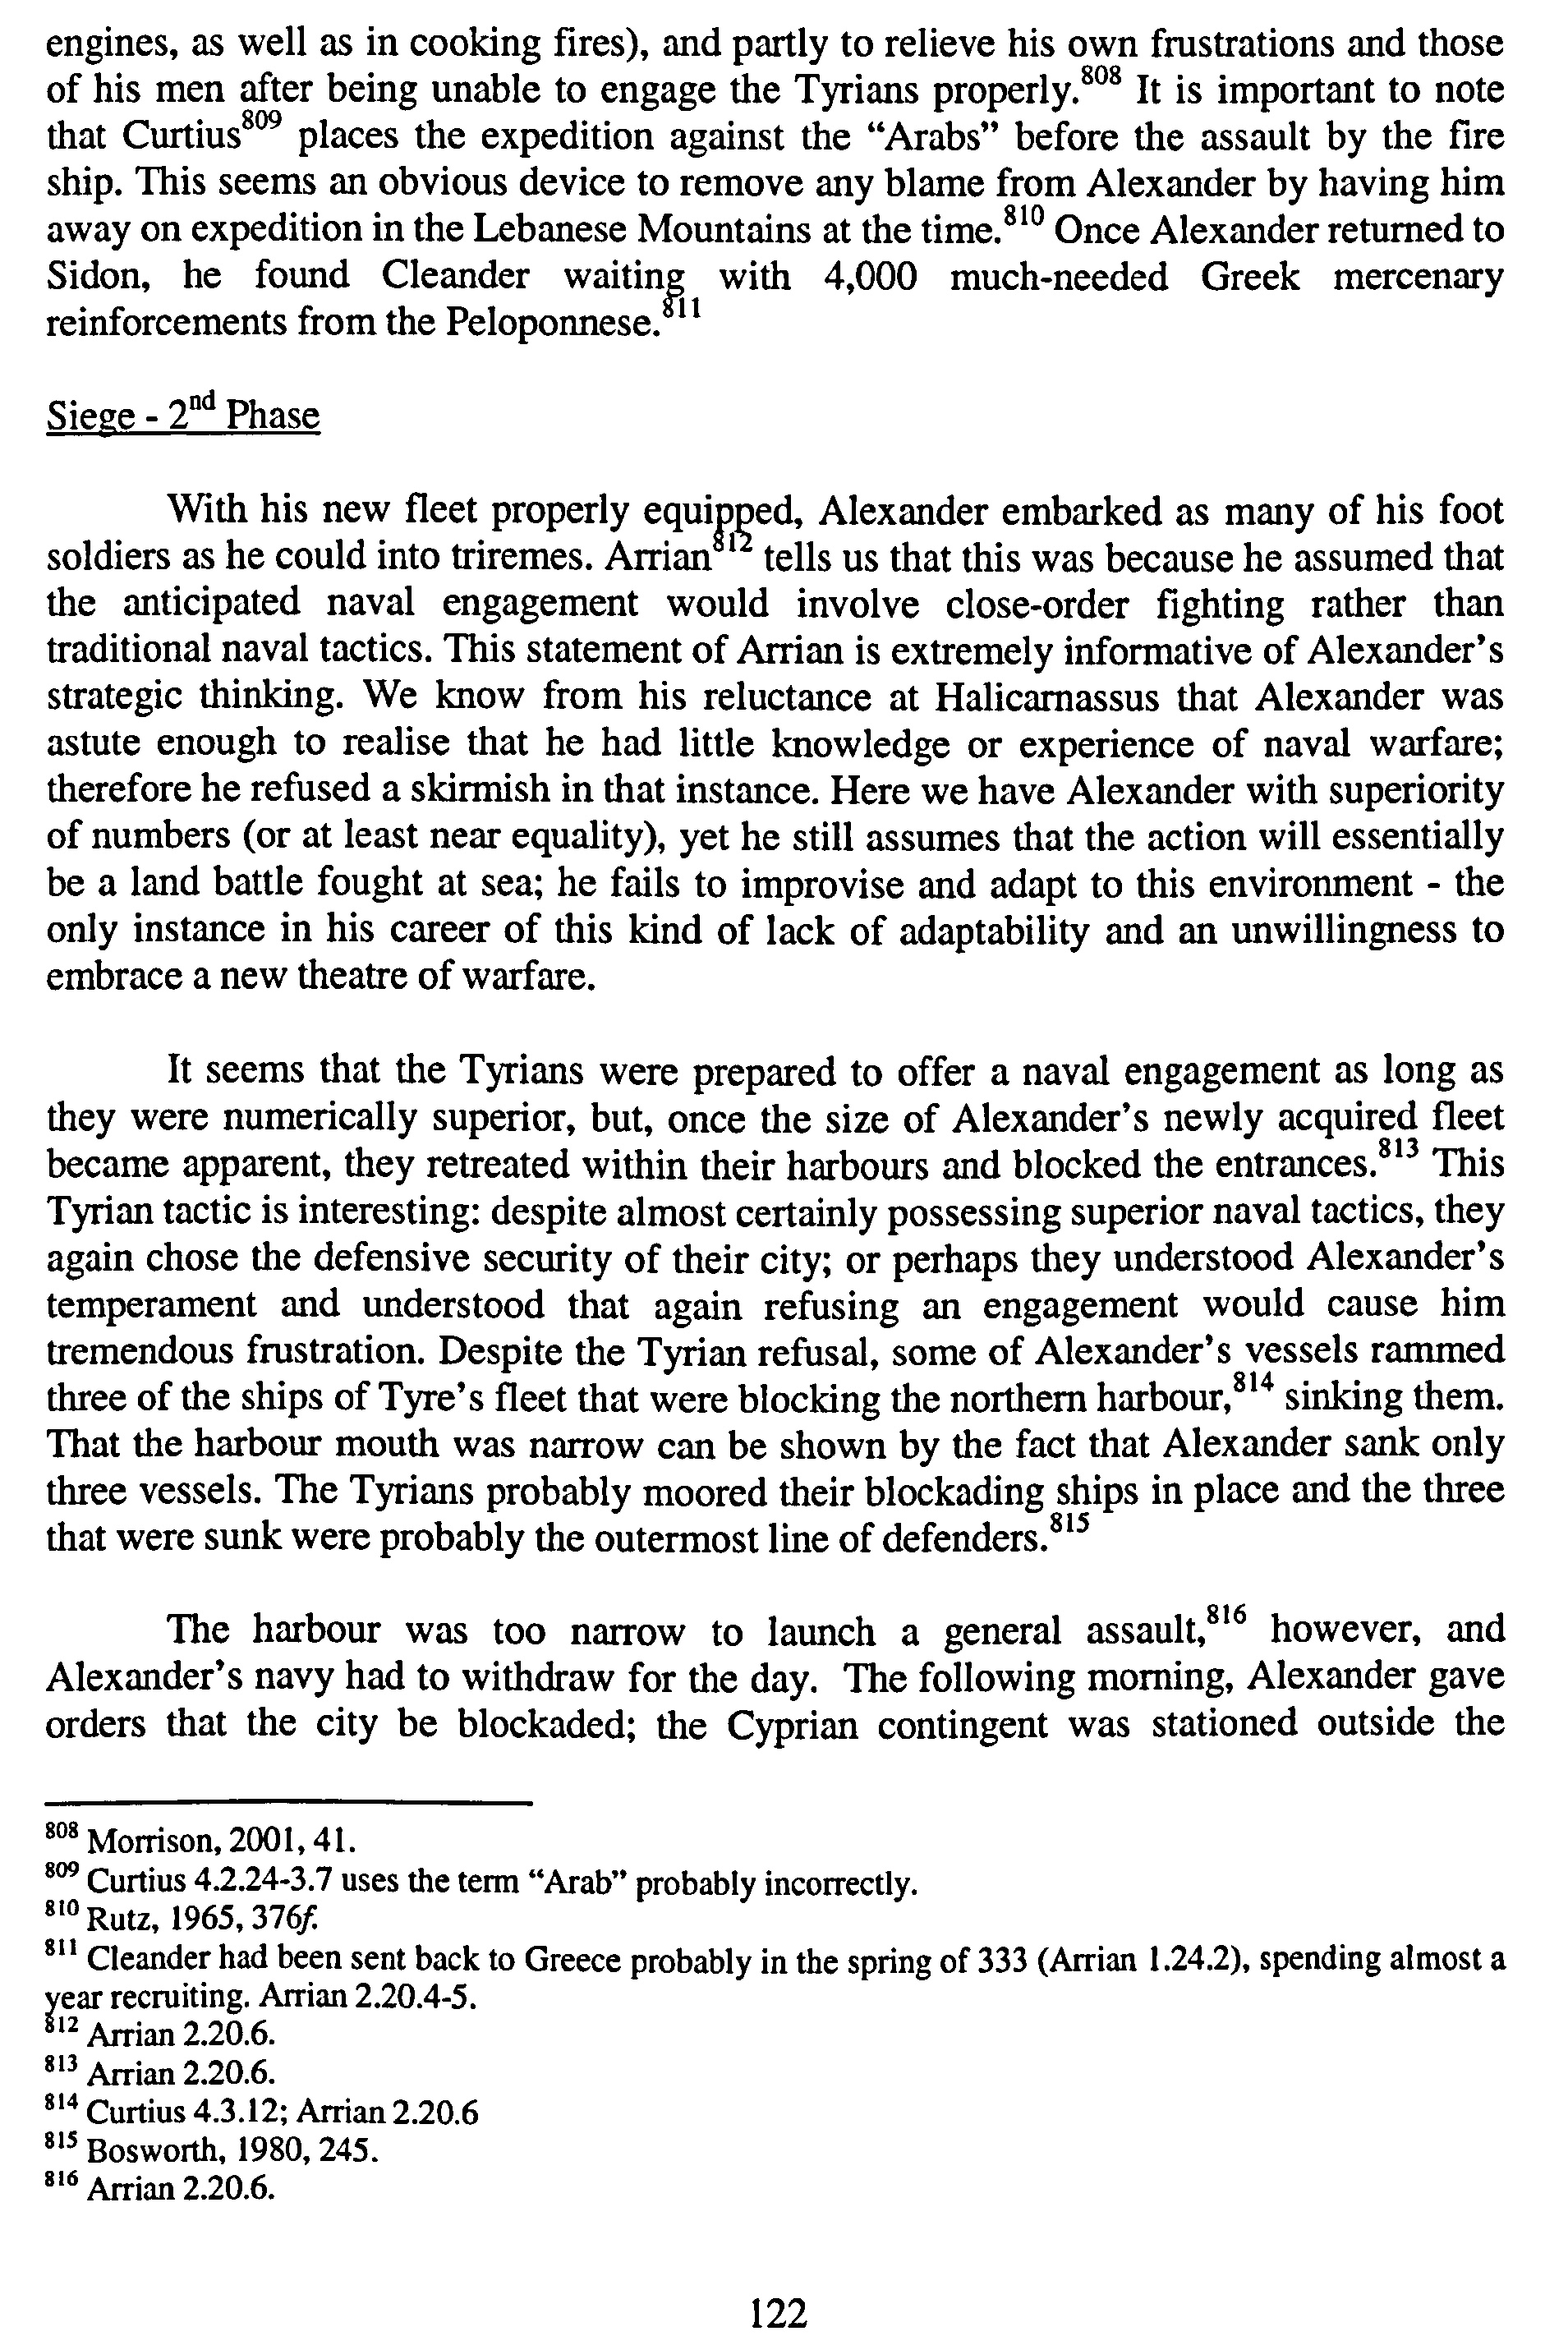 engines, as well as in cooking fires), and partly to relieve his own frustrations and those
of his men after being unable to engage the Tyrians properly.808 It is important to note
that Curtius809 places the expedition against the “Arabs” before the assault by the fire
ship. This seems an obvious device to remove any blame from Alexander by having him
away on expedition in the Lebanese Mountains at the time.810 Once Alexander returned to
Sidon, he found Cleander waiting with 4,000 much-needed Greek mercenary
reinforcements from the Peloponnese.811
Siege - 2nd Phase
With his new fleet properly equipped, Alexander embarked as many of his foot
soldiers as he could into triremes. Arrian812 tells us that this was because he assumed that
the anticipated naval engagement would involve close-order fighting rather than
traditional naval tactics. This statement of Arrian is extremely informative of Alexander’s
strategic thinking. We know from his reluctance at Halicarnassus that Alexander was
astute enough to realise that he had little knowledge or experience of naval warfare;
therefore he refused a skirmish in that instance. Here we have Alexander with superiority
of numbers (or at least near equality), yet he still assumes that the action will essentially
be a land battle fought at sea; he fails to improvise and adapt to this environment - the
only instance in his career of this kind of lack of adaptability and an unwillingness to
embrace a new theatre of warfare.
It seems that the Tyrians were prepared to offer a naval engagement as long as
they were numerically superior, but, once the size of Alexander’s newly acquired fleet
became apparent, they retreated within their harbours and blocked the entrances.813 This
Tyrian tactic is interesting: despite almost certainly possessing superior naval tactics, they
again chose the defensive security of their city; or perhaps they understood Alexander’s
temperament and understood that again refusing an engagement would cause him
tremendous frustration. Despite the Tyrian refusal, some of Alexander’s vessels rammed
three of the ships of Tyre’s fleet that were blocking the northern harbour,814 sinking them.
That the harbour mouth was narrow can be shown by the fact that Alexander sank only
three vessels. The Tyrians probably moored their blockading ships in place and the three
that were sunk were probably the outermost line of defenders.815
The harbour was too narrow to launch a general assault,816 however, and
Alexander’s navy had to withdraw for the day. The following morning, Alexander gave
orders that the city be blockaded; the Cyprian contingent was stationed outside the
808 Morrison, 2001, 41.
809 Curtius 4.2.24-3.7 uses the term “Arab” probably incorrectly.
810 Rutz, 1965, 376f.
811 Cleander had been sent back to Greece probably in the spring of 333 (Arrian 1.24.2), spending almost a
year recruiting. Arrian 2.20.4-5.
812 Arrian 2.20.6.
813 Arrian 2.20.6.
814 Curtius 4.3.12; Arrian 2.20.6
815 Bosworth, 1980, 245.
816 Arrian 2.20.6.
122